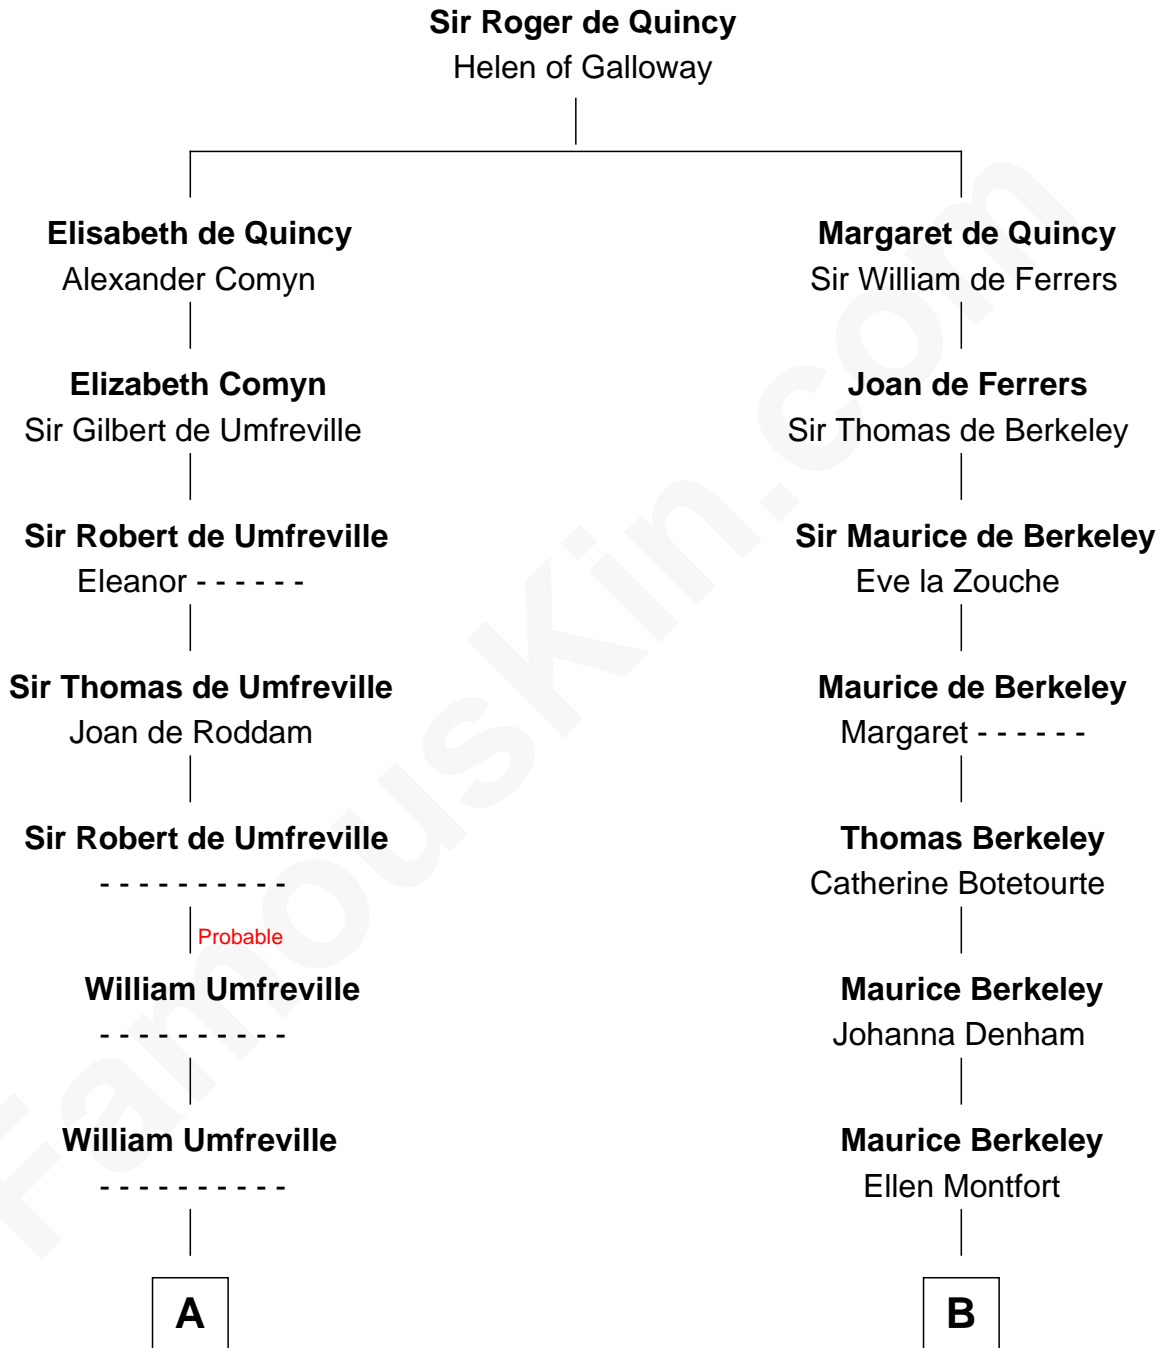 Sir Roger de Quincy
Helen of Galloway
Elisabeth de Quincy
Alexander Comyn
Margaret de Quincy
Sir William de Ferrers
Elizabeth Comyn
Sir Gilbert de Umfreville
Joan de Ferrers
Sir Thomas de Berkeley
Sir Robert de Umfreville
Eleanor - - - - - -
Sir Maurice de Berkeley
Eve la Zouche
Sir Thomas de Umfreville
Joan de Roddam
Maurice de Berkeley
Margaret - - - - - -
Sir Robert de Umfreville
- - - - - - - - - -
Thomas Berkeley
Catherine Botetourte
Probable
William Umfreville
- - - - - - - - - -
Maurice Berkeley
Johanna Denham
William Umfreville
- - - - - - - - - -
Maurice Berkeley
Ellen Montfort
A
B
FamousKin.com